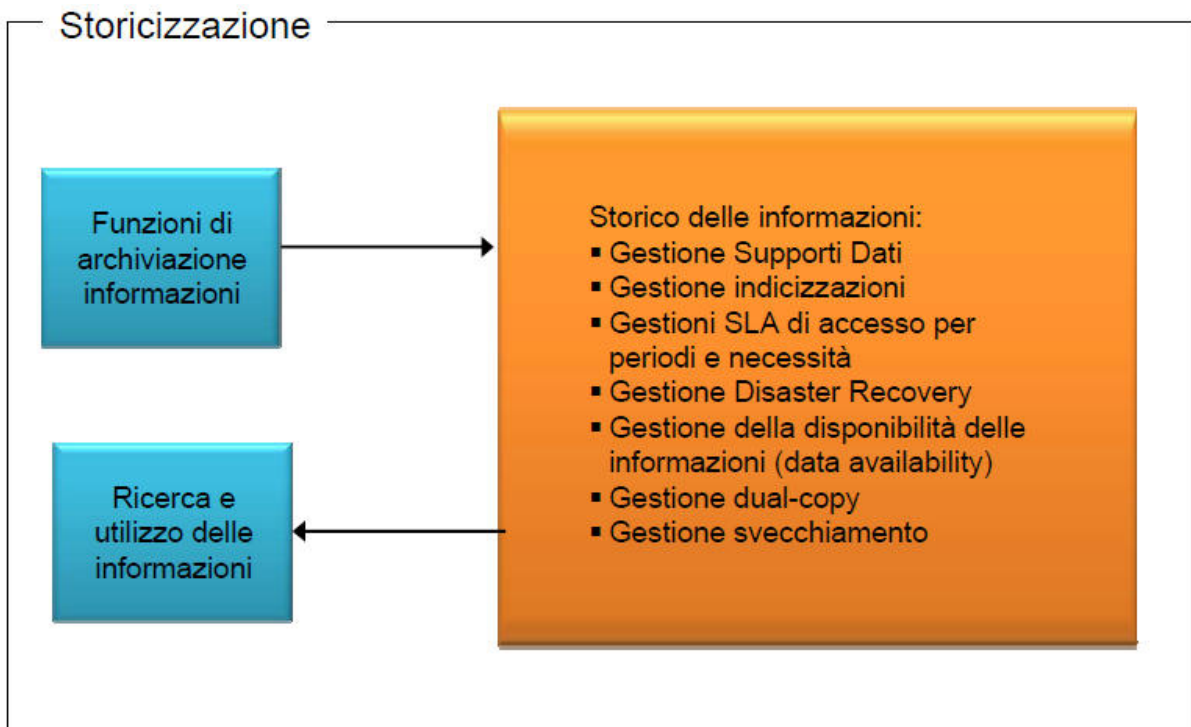 Storicizzazione
Funzioni di
archiviazione
informazioni
Storico delle informazioni:
▪ Gestione Supporti Dati
▪ Gestione indicizzazioni
▪ Gestioni SLA di accesso per
periodi e necessità
▪ Gestione Disaster Recovery
▪ Gestione della disponibilità delle
informazioni (data availability)
▪ Gestione dual-copy
▪ Gestione svecchiamento
Ricerca e
utilizzo delle
informazioni